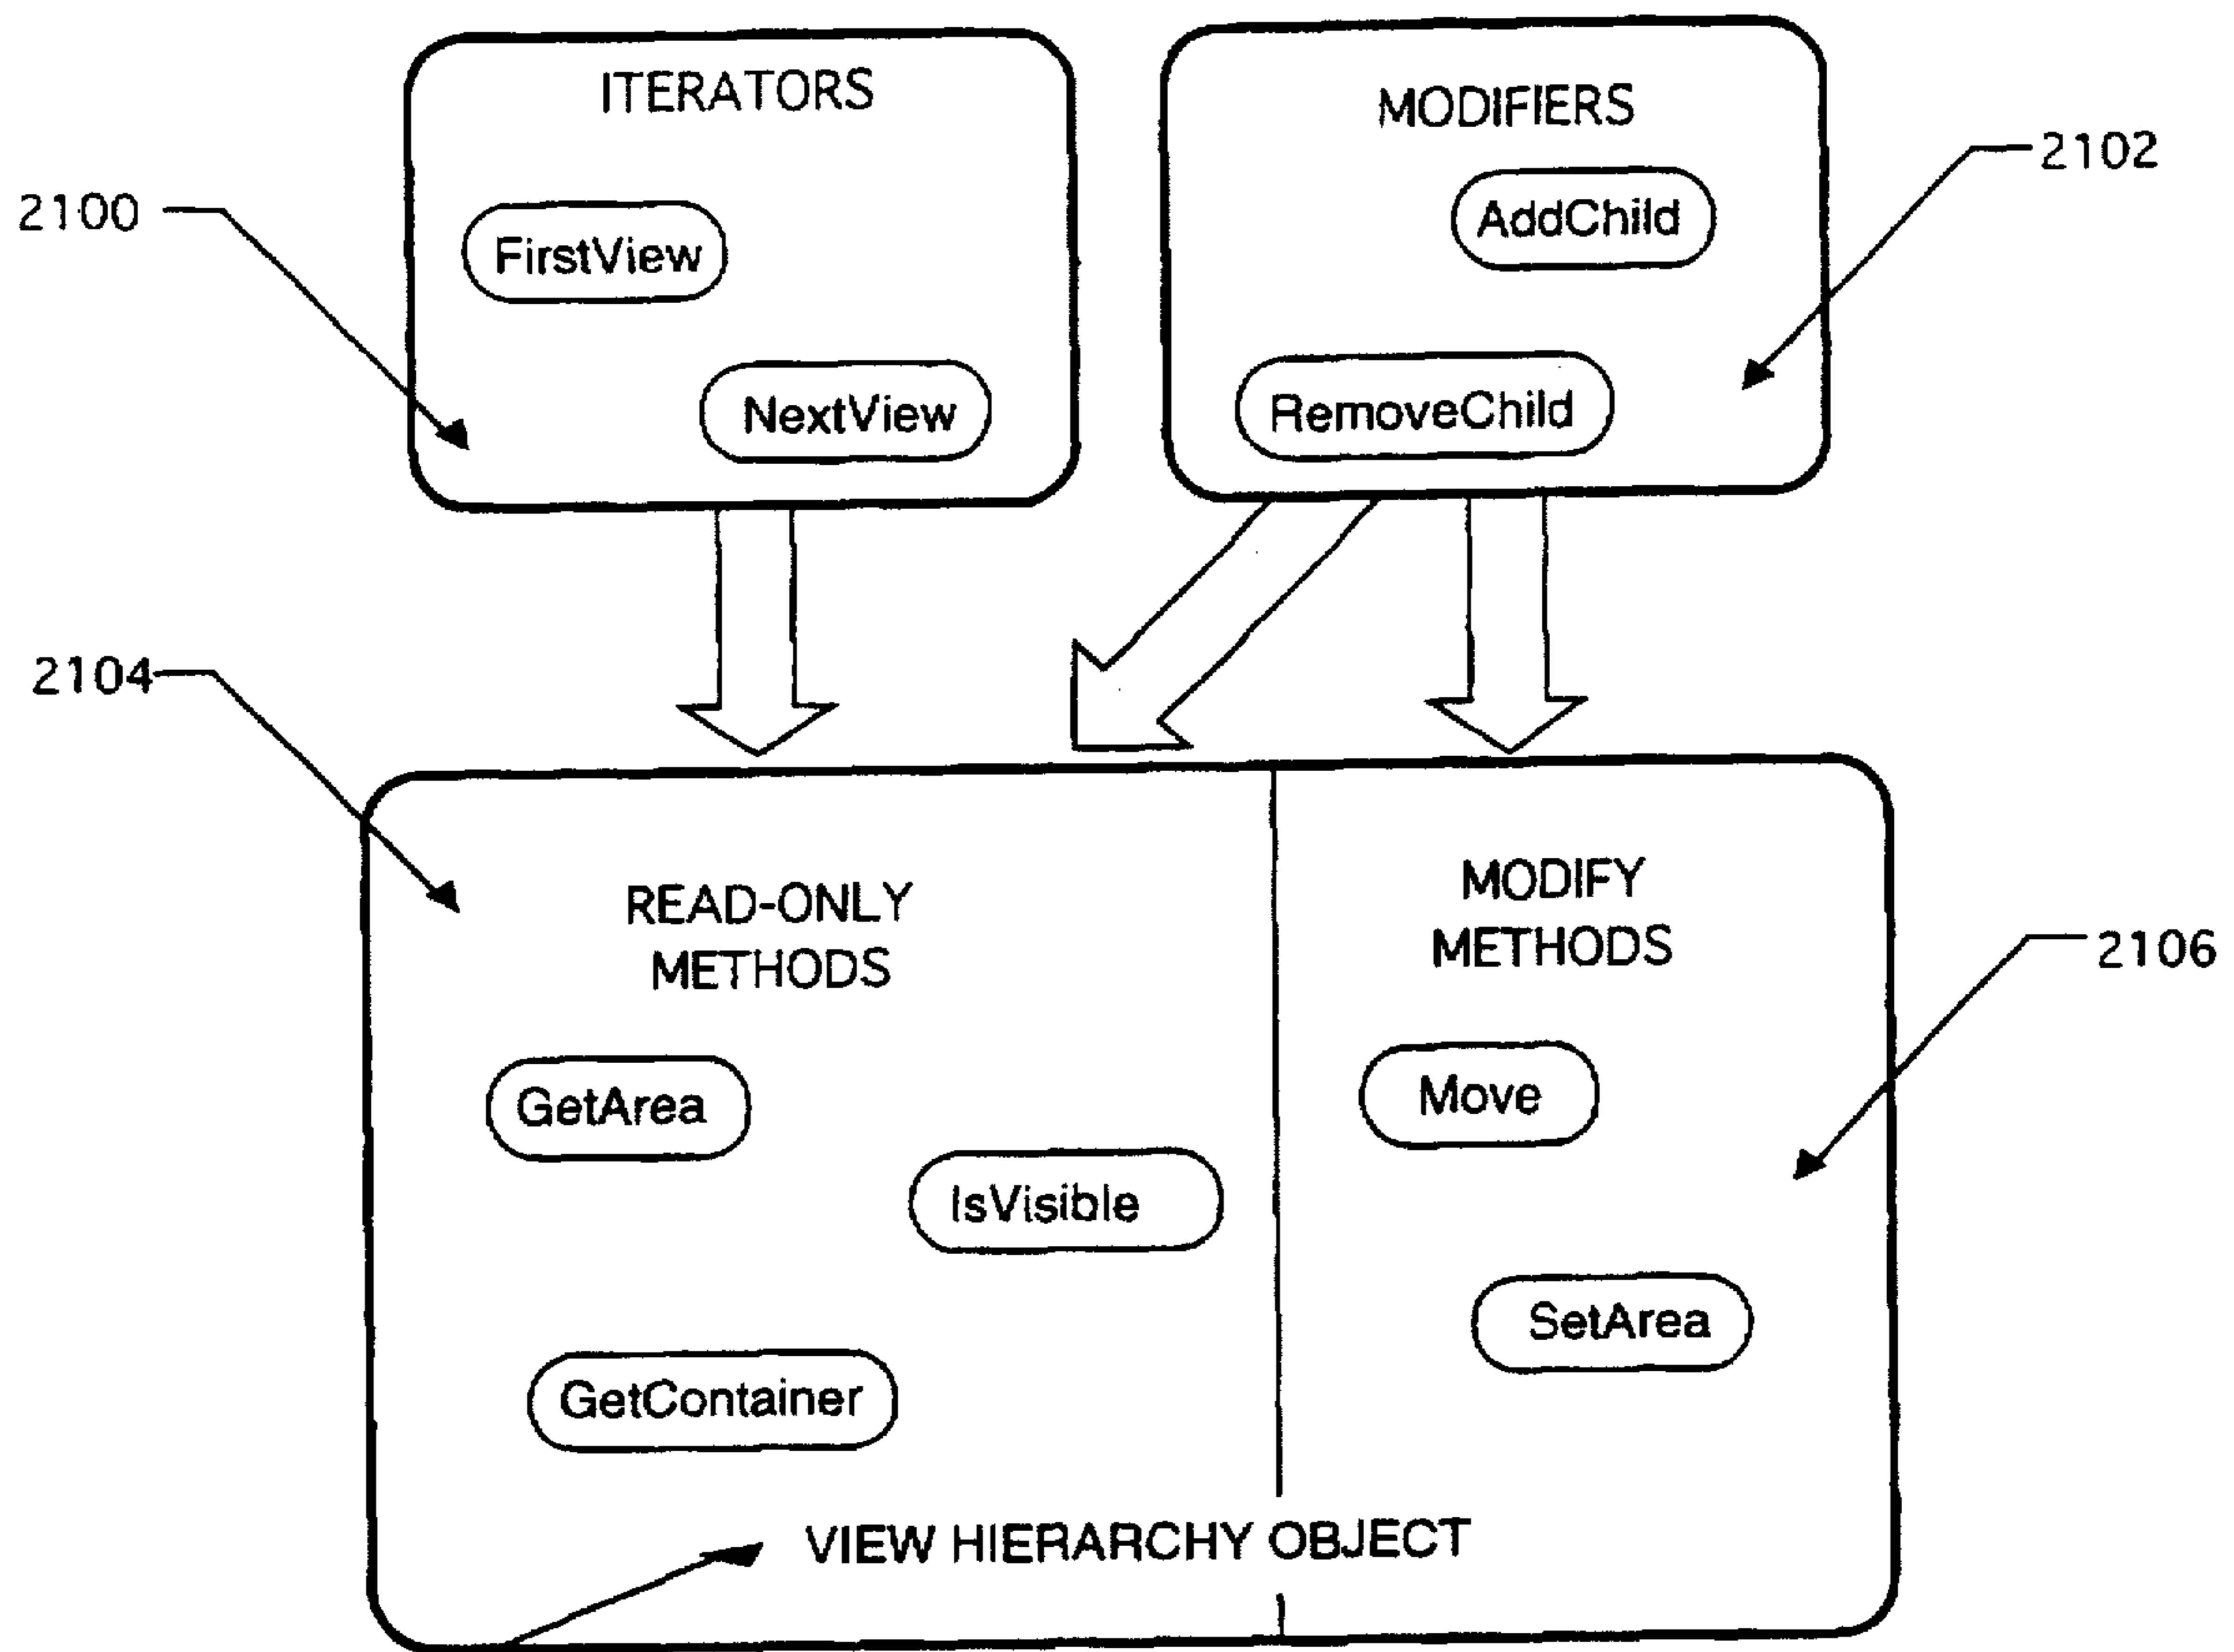 ITERATORS
MODIFIERS
2102
2100
AddChild
FirstView
NextView
RemoveChild
2104
READ-ONLY
METHODS
MODIFY
METHODS
2106
GetArea
Move
IsVisible
SetArea
GetContainer
VIEW HIERARCHY OBJECT